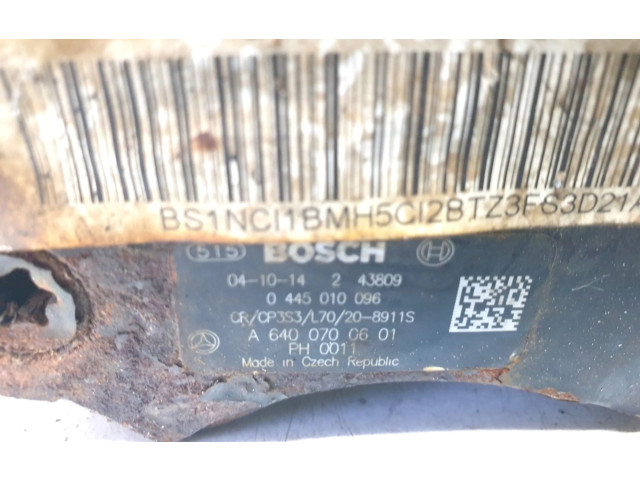 BS1NCI1BMH5CI2BTZ3F63D21
515 BOSCH
04-10-14 2 43809
0 445 010 096
CR/CP3S3/L70/20-8911S
A 640 070 06 01
PH 0011
Made in Czech Republic